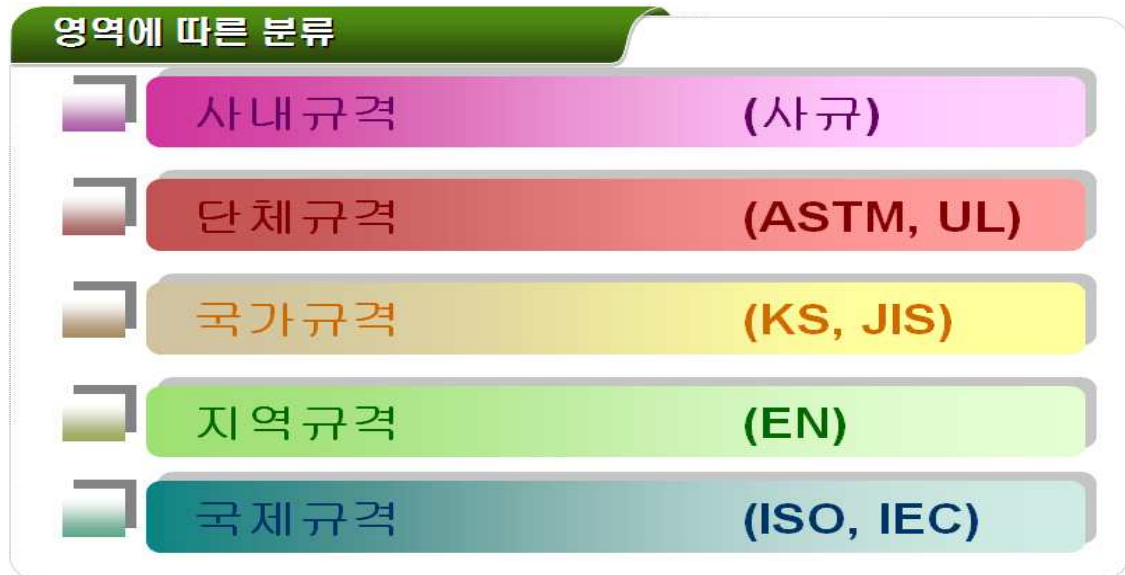 영역에 따른 분류
사내규격 (사규)
단체규격 (ASTM, UL)
국가규격 (KS, JIS)
지역규격 (EN)
국제규격 (ISO, IEC)